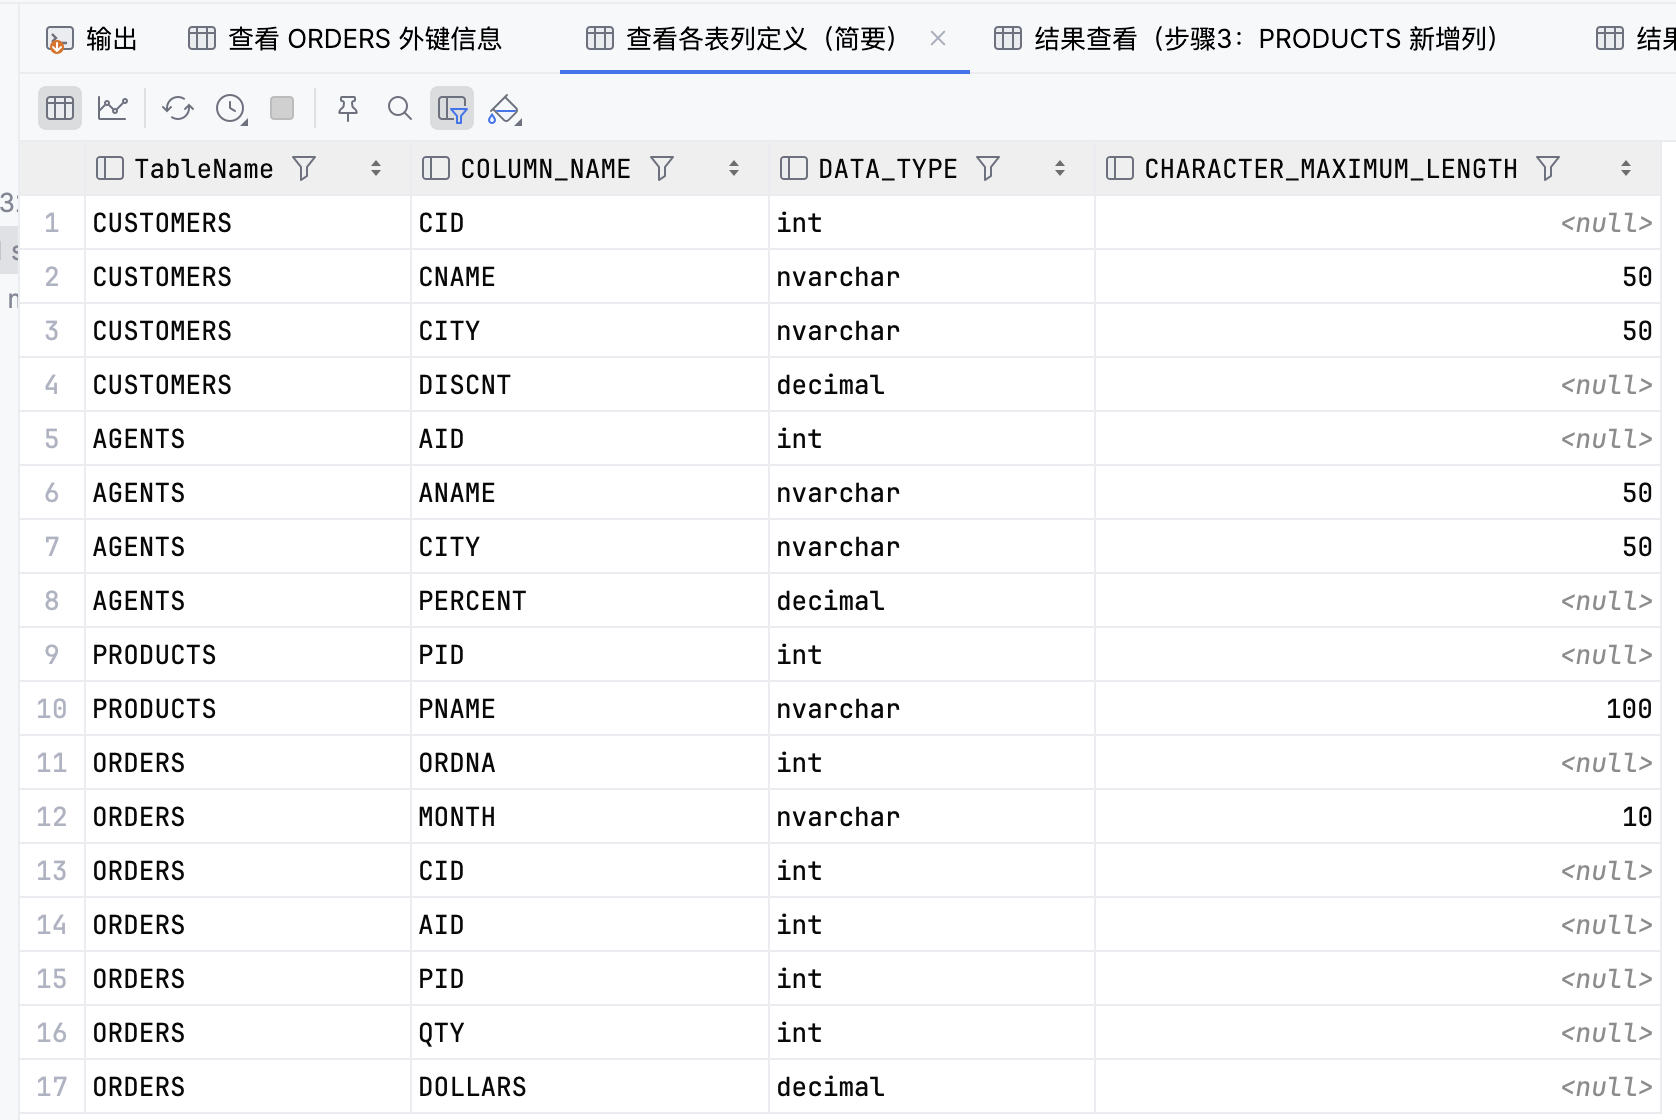 输出 查看 ORDERS 外键信息 查看各表列定义（简要） 结果查看（步骤3：PRODUCTS 新增列） 结果
TableName COLUMN_NAME DATA_TYPE CHARACTER_MAXIMUM_LENGTH
1 CUSTOMERS CID int <null>
2 CUSTOMERS CNAME nvarchar 50
3 CUSTOMERS CITY nvarchar 50
4 CUSTOMERS DISCNT decimal <null>
5 AGENTS AID int <null>
6 AGENTS ANAME nvarchar 50
7 AGENTS CITY nvarchar 50
8 AGENTS PERCENT decimal <null>
9 PRODUCTS PID int <null>
10 PRODUCTS PNAME nvarchar 100
11 ORDERS ORDNA int <null>
12 ORDERS MONTH nvarchar 10
13 ORDERS CID int <null>
14 ORDERS AID int <null>
15 ORDERS PID int <null>
16 ORDERS QTY int <null>
17 ORDERS DOLLARS decimal <null>